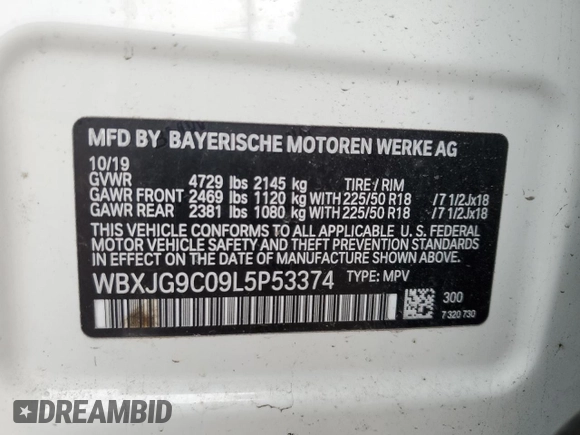 MFD BY BAYERISCHE MOTOREN WERKE AG
10/19
GVWR 4729 lbs 2145 kg TIRE/RIM
GAWR FRONT 2469 lbs 1120 kg WITH 225/50 R18 /7 1/2Jx18
GAWR REAR 2381 lbs 1080 kg WITH 225/50 R18 /7 1/2Jx18
THIS VEHICLE CONFORMS TO ALL APPLICABLE U. S. FEDERAL
MOTOR VEHICLE SAFETY AND THEFT PREVENTION STANDARDS
IN EFFECT ON THE DATE OF MANUFACTURE SHOWN ABOVE.
WBXJG9C09L5P53374 TYPE: MPV
300
7 320 730
DREAMBID